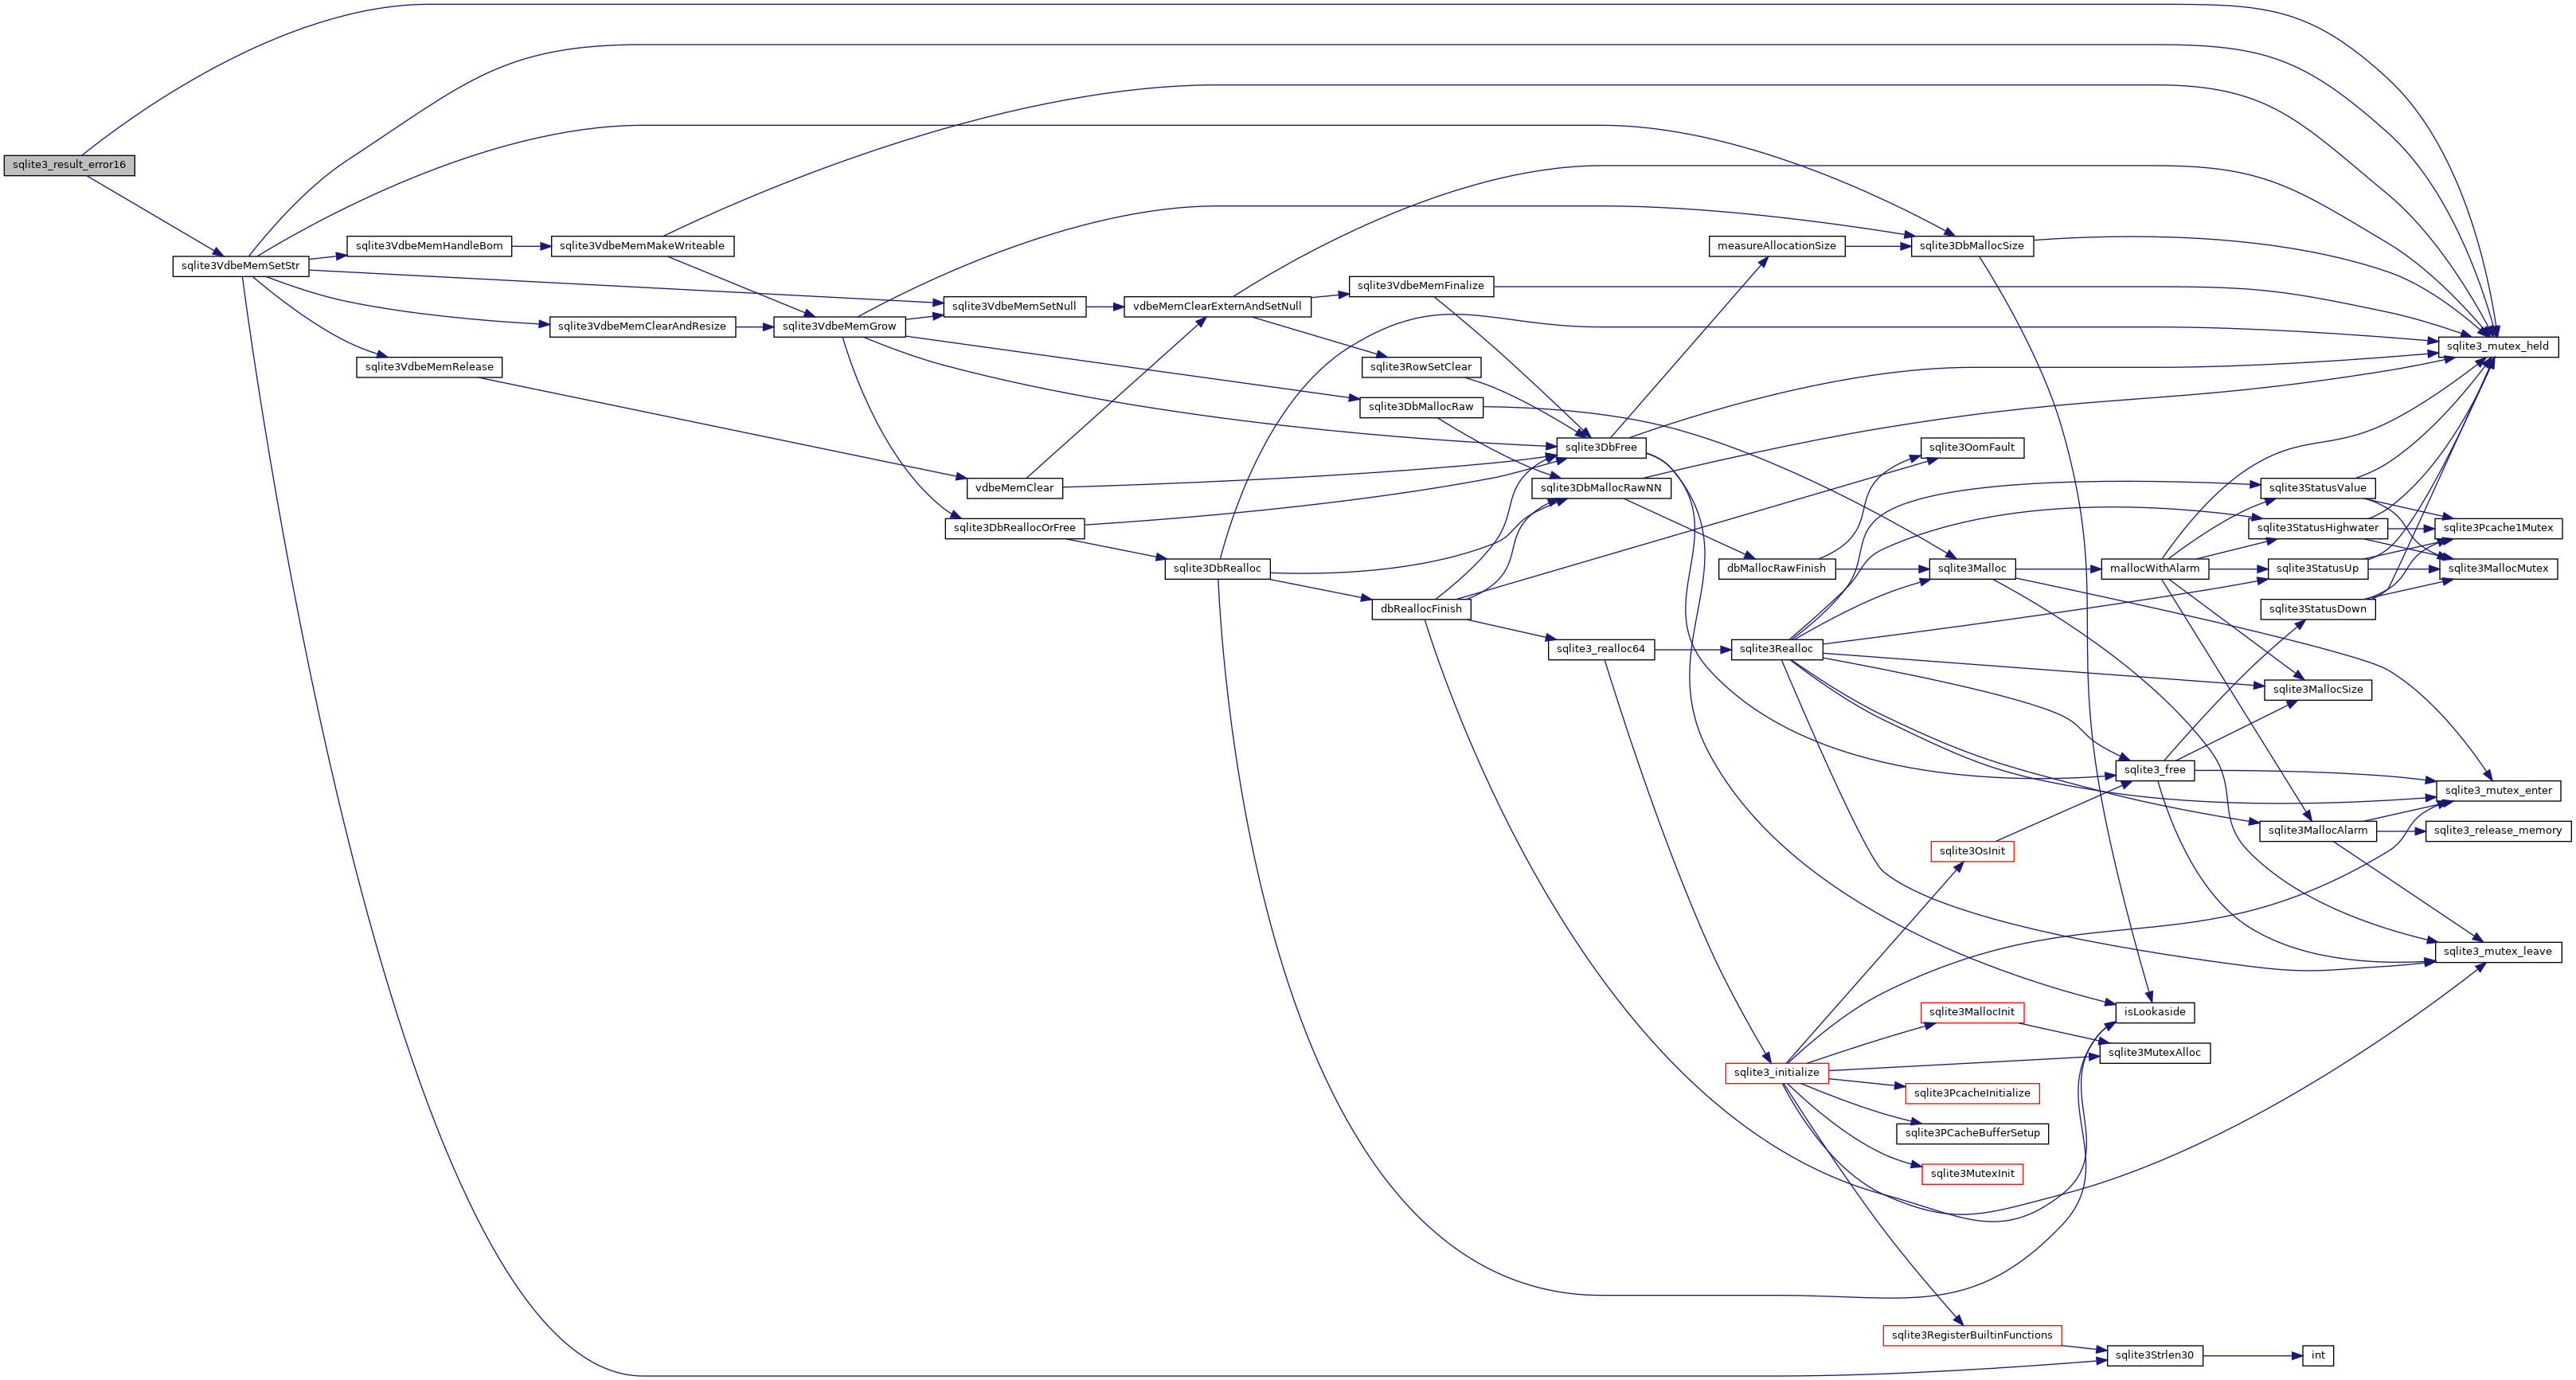 sqlite3_result_error16
sqlite3VdbeMemSetStr
sqlite3VdbeMemHandleBom
sqlite3VdbeMemRelease
sqlite3VdbeMemMakeWriteable
sqlite3VdbeMemClearAndResize
sqlite3VdbeMemGrow
sqlite3VdbeMemSetNull
vdbeMemClear
sqlite3DbReallocOrFree
vdbeMemClearExternAndSetNull
sqlite3DbRealloc
sqlite3VdbeMemFinalize
sqlite3RowSetClear
sqlite3DbMallocRaw
dbReallocFinish
sqlite3DbFree
sqlite3DbMallocRawNN
sqlite3_realloc64
measureAllocationSize
dbMallocRawFinish
sqlite3Realloc
sqlite3_initialize
sqlite3DbMallocSize
sqlite3OomFault
sqlite3Malloc
sqlite3OsInit
sqlite3MallocInit
sqlite3PcacheInitialize
sqlite3PCacheBufferSetup
sqlite3MutexInit
sqlite3RegisterBuiltinFunctions
mallocWithAlarm
sqlite3_free
isLookaside
sqlite3MutexAlloc
sqlite3Strlen30
sqlite3StatusValue
sqlite3StatusHighwater
sqlite3StatusUp
sqlite3StatusDown
sqlite3MallocSize
sqlite3MallocAlarm
int
sqlite3_mutex_held
sqlite3Pcache1Mutex
sqlite3MallocMutex
sqlite3_mutex_enter
sqlite3_release_memory
sqlite3_mutex_leave